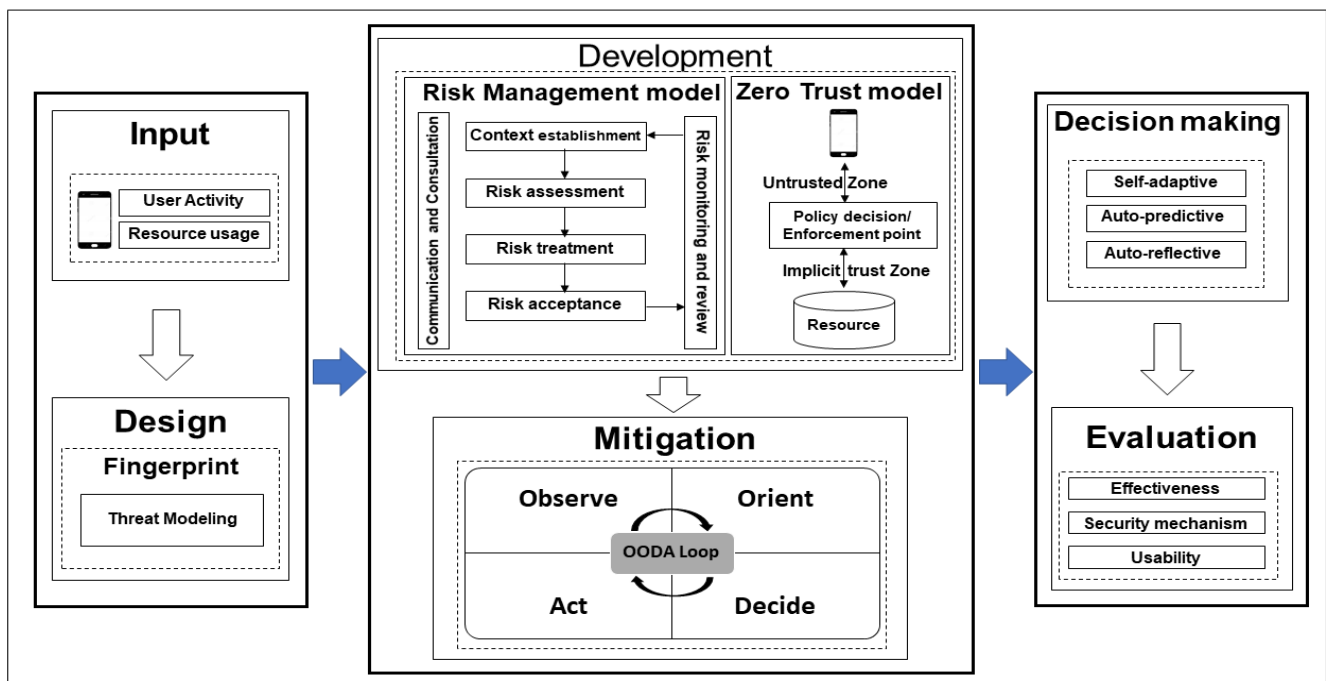 Input
User Activity
Resource usage
Design
Fingerprint
Threat Modeling
Development
Risk Management model
Communication and Consultation
Context establishment
Risk assessment
Risk treatment
Risk acceptance
Risk monitoring and review
Zero Trust model
Untrusted Zone
Policy decision/
Enforcement point
Implicit trust Zone
Resource
Mitigation
Observe
Orient
OODA Loop
Act
Decide
Decision making
Self-adaptive
Auto-predictive
Auto-reflective
Evaluation
Effectiveness
Security mechanism
Usability